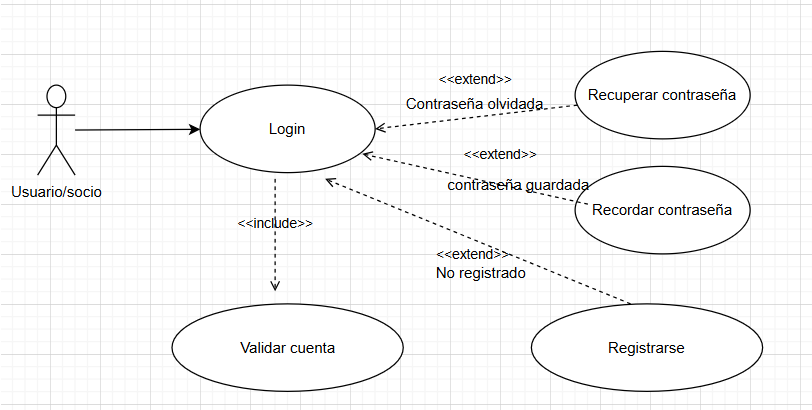 <<extend>>
Contraseña olvidada
Recuperar contraseña
Login
<<extend>>
contraseña guardada
Usuario/socio
Recordar contraseña
<<include>>
<<extend>>
No registrado
Validar cuenta
Registrarse